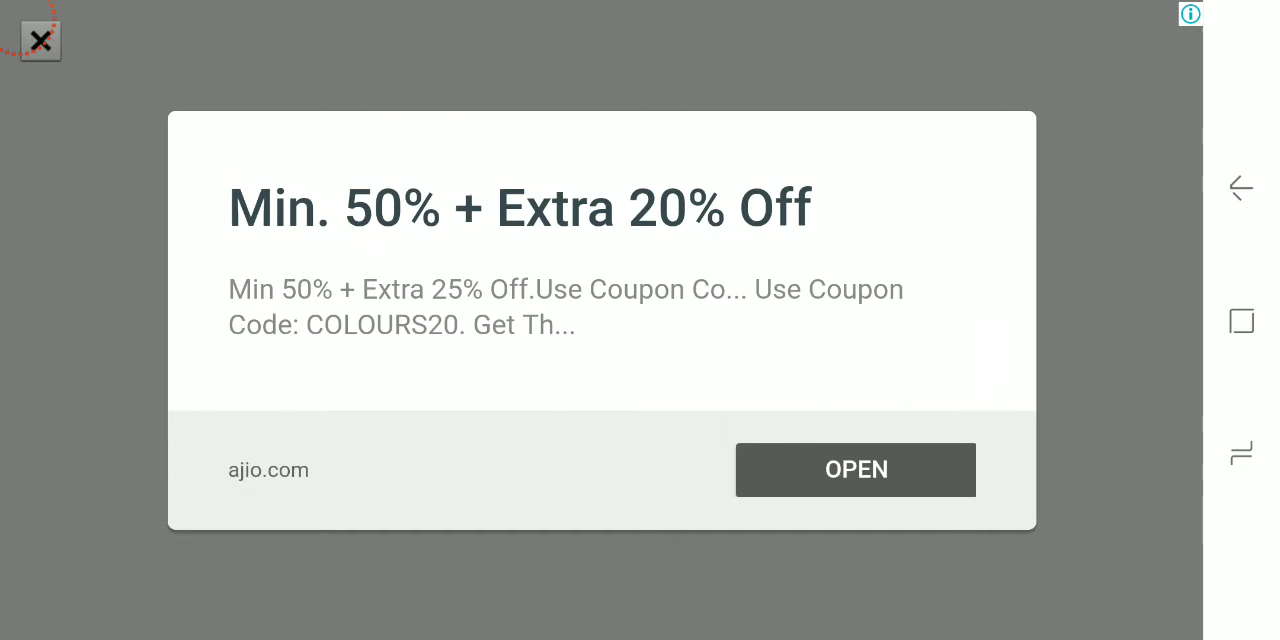 Min. 50% + Extra 20% Off
Min 50% + Extra 25% Off.Use Coupon Co... Use Coupon
Code: COLOURS20. Get Th...
ajio.com
OPEN